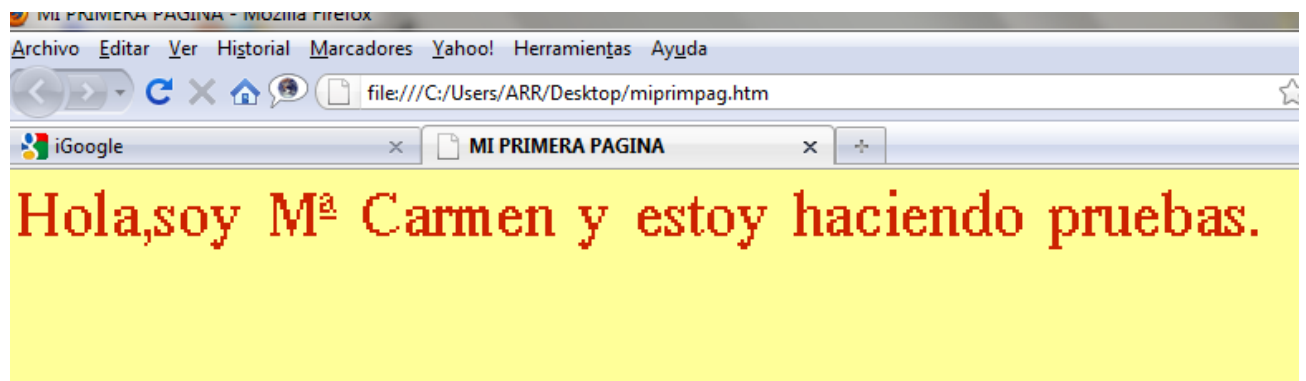 MI PRIMERA PAGINA - Mozilla Firefox
Archivo Editar Ver Historial Marcadores Yahoo! Herramientas Ayuda
file:///C:/Users/ARR/Desktop/miprimpag.htm
iGoogle MI PRIMERA PAGINA
Hola,soy Mª Carmen y estoy haciendo pruebas.